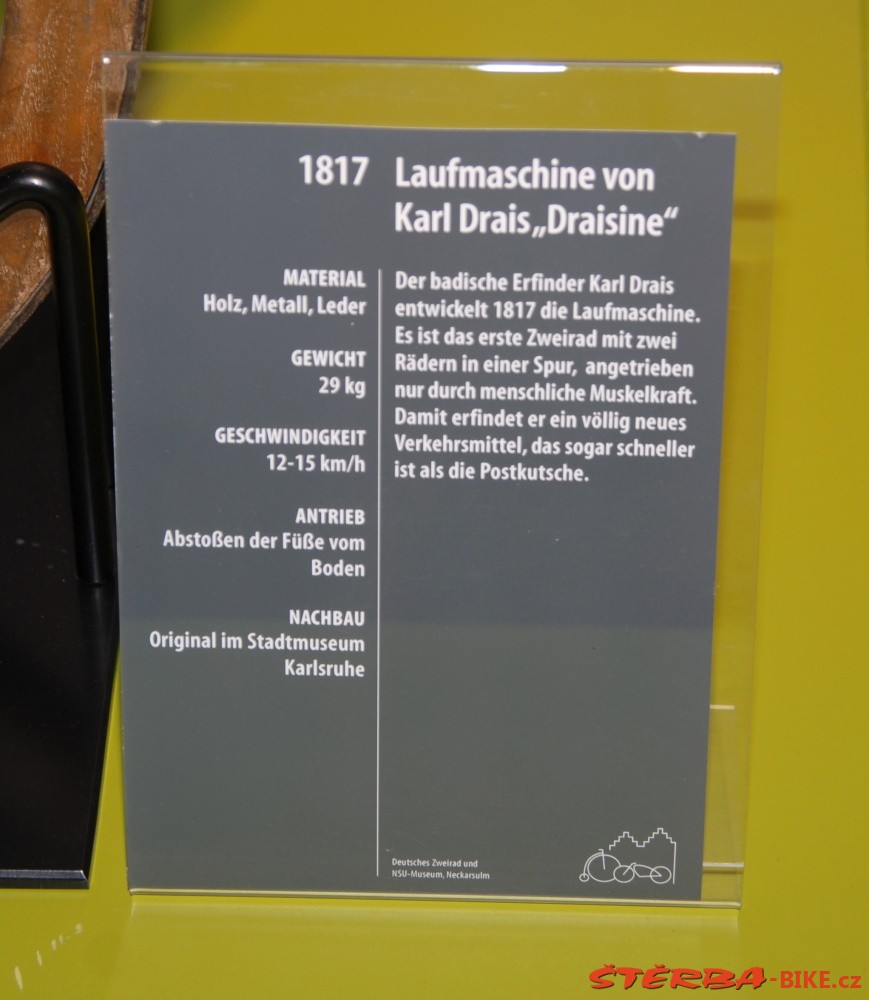 1817 Laufmaschine von
Karl Drais „Draisine“
MATERIAL
Holz, Metall, Leder
GEWICHT
29 kg
GESCHWINDIGKEIT
12-15 km/h
ANTRIEB
Abstoßen der Füße vom
Boden
NACHBAU
Original im Stadtmuseum
Karlsruhe
Der badische Erfinder Karl Drais
entwickelt 1817 die Laufmaschine.
Es ist das erste Zweirad mit zwei
Rädern in einer Spur, angetrieben
nur durch menschliche Muskelkraft.
Damit erfindet er ein völlig neues
Verkehrsmittel, das sogar schneller
ist als die Postkutsche.
Deutsches Zweirad und
NSU-Museum, Neckarsulm
ŠTĚRBA-BIKE.cz